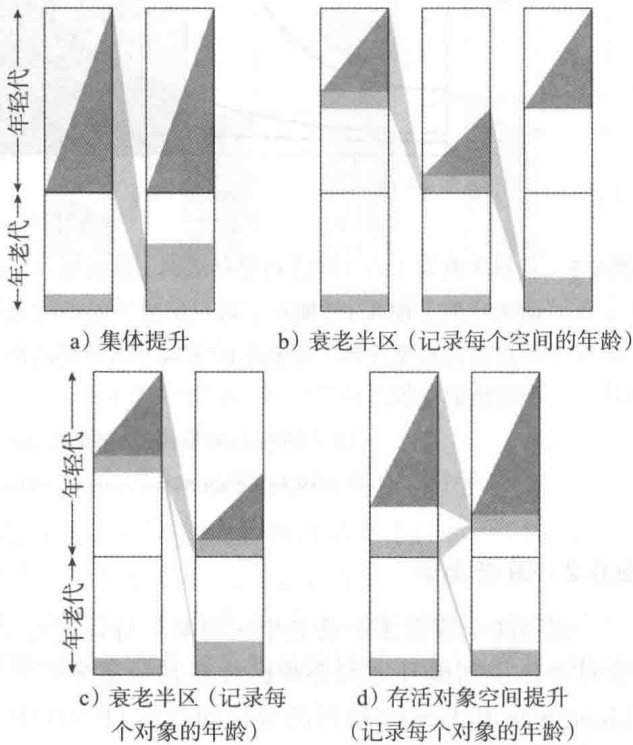 年轻代
年老代
a）集体提升
b）衰老半区（记录每个空间的年龄）
年轻代
年老代
c）衰老半区（记录每
个对象的年龄）
d）存活对象空间提升
（记录每个对象的年龄）